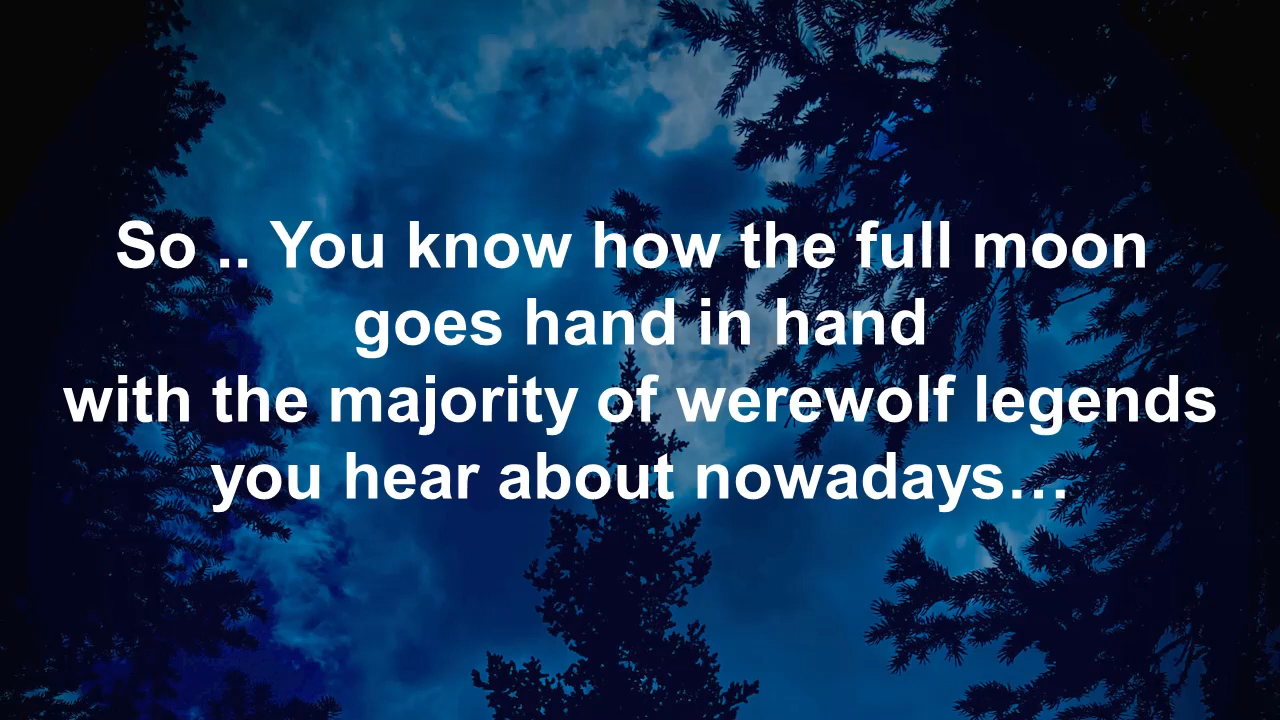 So .. You know how the full moon
goes hand in hand
with the majority of werewolf legends
you hear about nowadays…